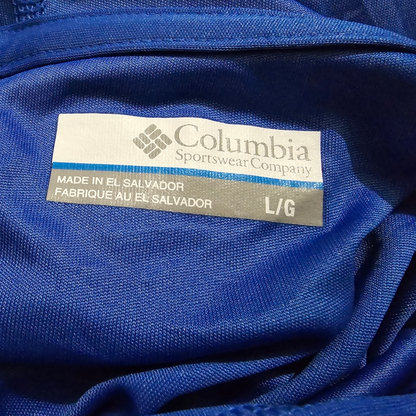 Columbia
Sportswear Company
MADE IN EL SALVADOR
FABRIQUE AU EL SALVADOR
L/G